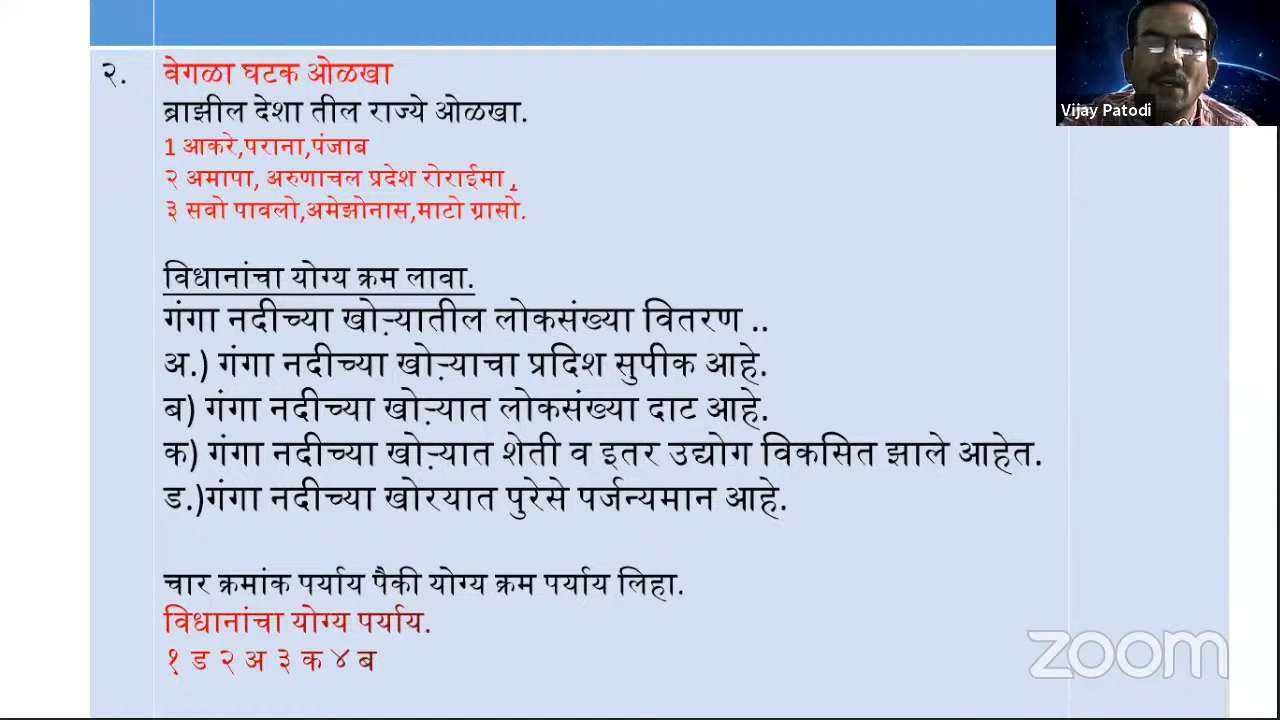 २. वेगळा घटक ओळखा
ब्राझील देशा तील राज्ये ओळखा.
1 आकरे,पराना,पंजाब
२ अमापा, अरुणाचल प्रदेश रोराईमा ,
३ सवो पावलो,अमेझोनास,माटो ग्रासो.
विधानांचा योग्य क्रम लावा.
गंगा नदीच्या खोऱ्यातील लोकसंख्या वितरण ..
अ.) गंगा नदीच्या खोऱ्याचा प्रदिश सुपीक आहे.
ब) गंगा नदीच्या खोऱ्यात लोकसंख्या दाट आहे.
क) गंगा नदीच्या खोऱ्यात शेती व इतर उद्योग विकसित झाले आहेत.
ड.)गंगा नदीच्या खोरयात पुरेसे पर्जन्यमान आहे.
चार क्रमांक पर्याय पैकी योग्य क्रम पर्याय लिहा.
विधानांचा योग्य पर्याय.
१ ड २ अ ३ क ४ ब
Vijay Patodi
zoom